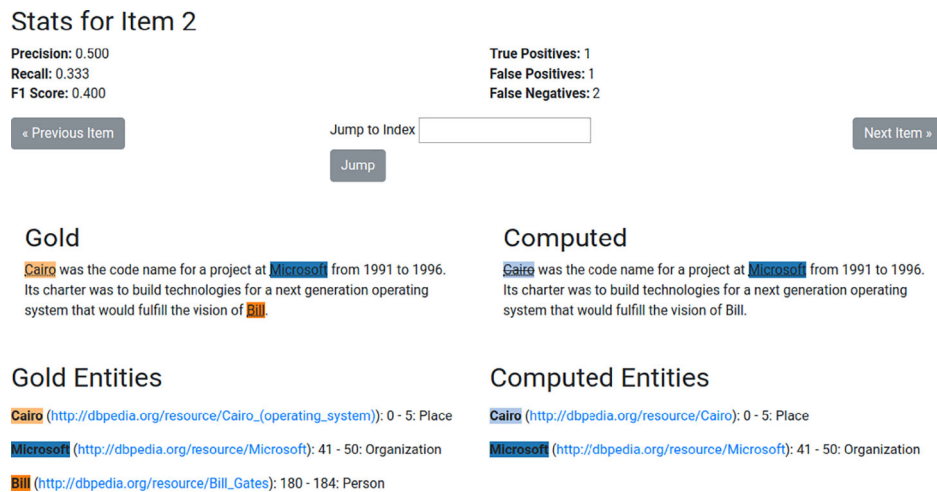 Stats for Item 2
Precision: 0.500
Recall: 0.333
F1 Score: 0.400
True Positives: 1
False Positives: 1
False Negatives: 2
« Previous Item
Jump to Index
Jump
Next Item »
Gold
Cairo was the code name for a project at Microsoft from 1991 to 1996.
Its charter was to build technologies for a next generation operating
system that would fulfill the vision of Bill.
Computed
Cairo was the code name for a project at Microsoft from 1991 to 1996.
Its charter was to build technologies for a next generation operating
system that would fulfill the vision of Bill.
Gold Entities
Cairo (http://dbpedia.org/resource/Cairo_(operating_system)): 0 - 5: Place
Microsoft (http://dbpedia.org/resource/Microsoft): 41 - 50: Organization
Bill (http://dbpedia.org/resource/Bill_Gates): 180 - 184: Person
Computed Entities
Cairo (http://dbpedia.org/resource/Cairo): 0 - 5: Place
Microsoft (http://dbpedia.org/resource/Microsoft): 41 - 50: Organization